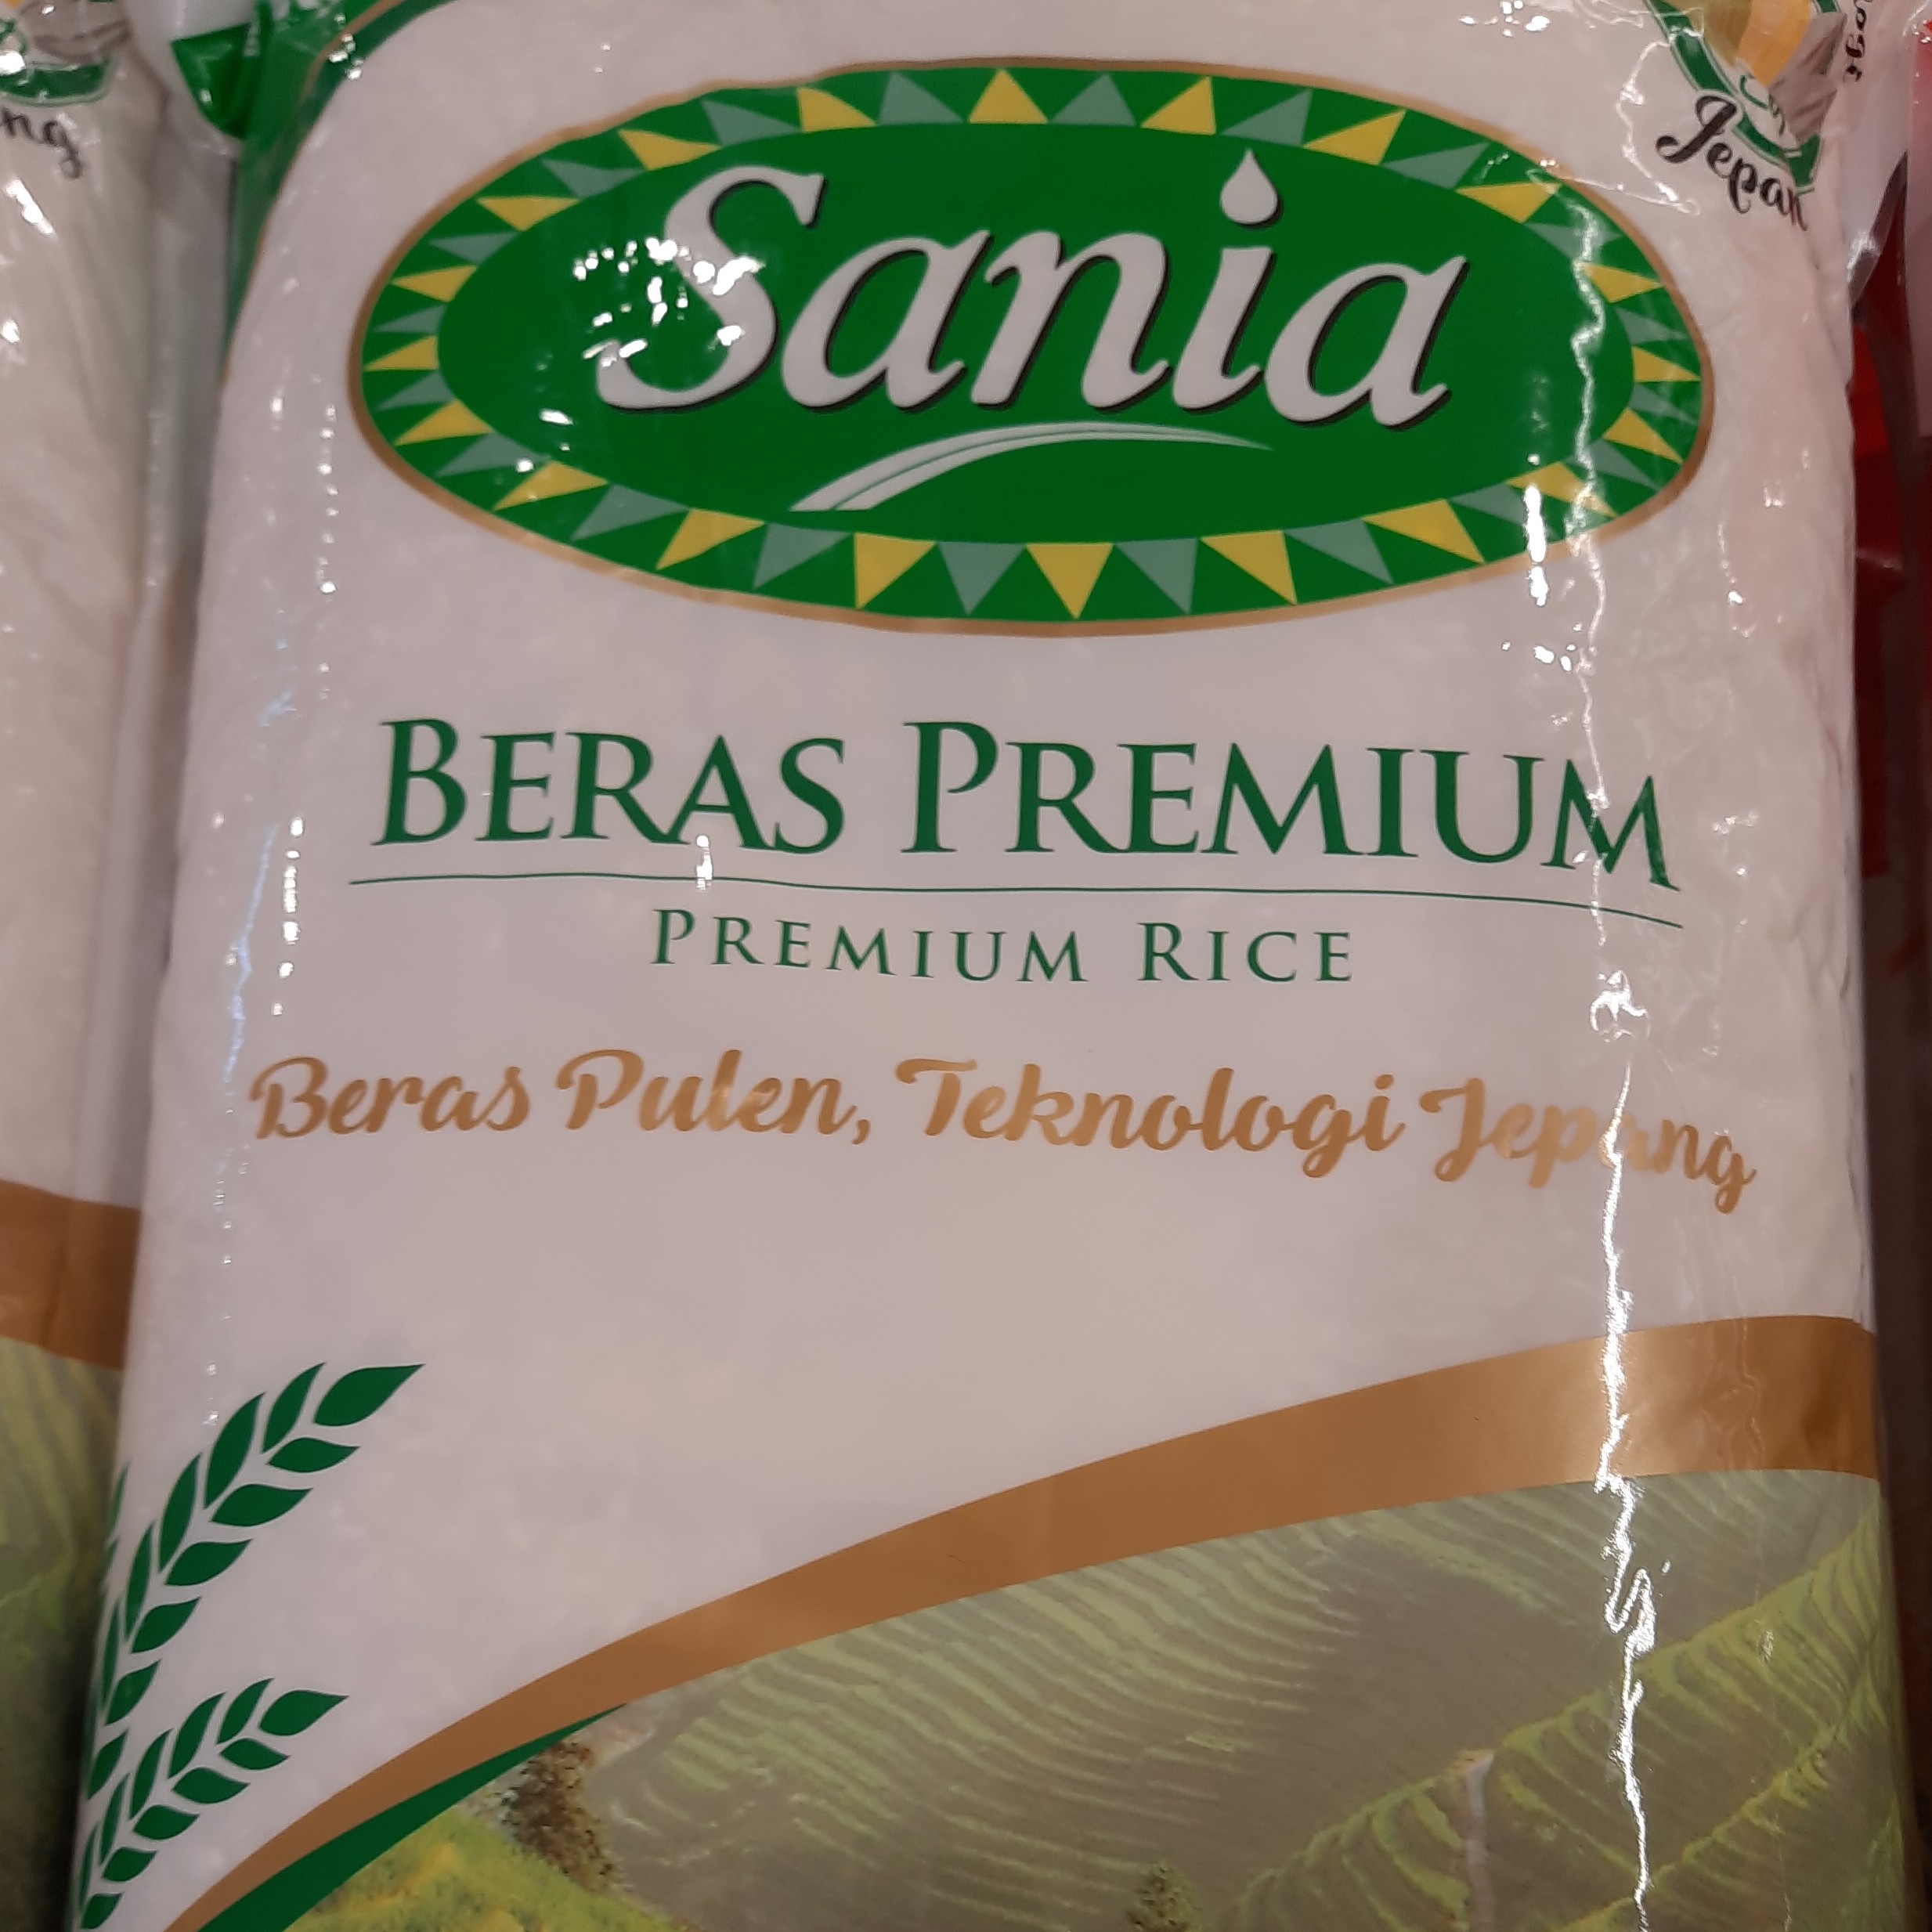 Sania
BERAS PREMIUM
PREMIUM RICE
Beras Pulen, Teknologi Jepang